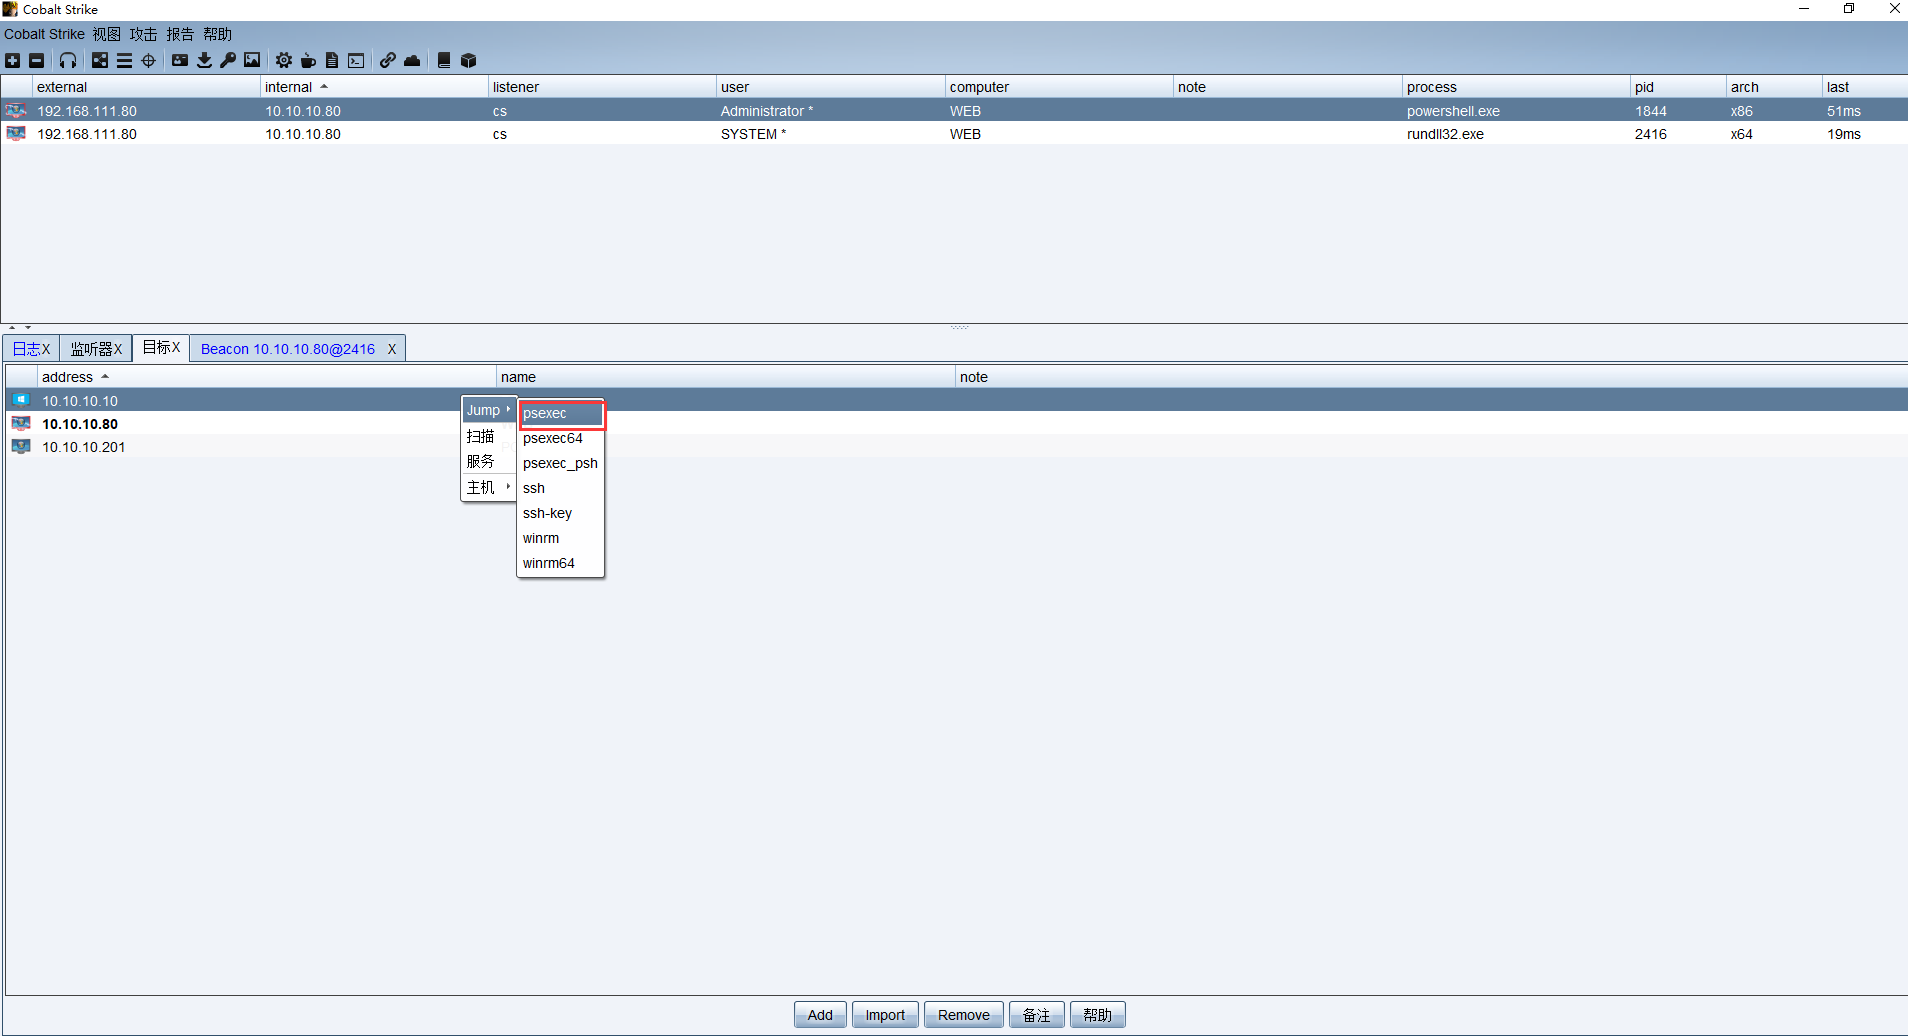 Cobalt Strike
Cobalt Strike 视图 攻击 报告 帮助
external internal listener user computer note process pid arch last
192.168.111.80 10.10.10.80 cs Administrator * WEB powershell.exe 1844 x86 51ms
192.168.111.80 10.10.10.80 cs SYSTEM * WEB rundll32.exe 2416 x64 19ms
日志X 监听器X 目标X Beacon 10.10.10.80@2416 X
address name note
10.10.10.10
10.10.10.80
10.10.10.201
Jump
扫描
服务
主机
psexec
psexec64
psexec_psh
ssh
ssh-key
winrm
winrm64
Add Import Remove 备注 帮助